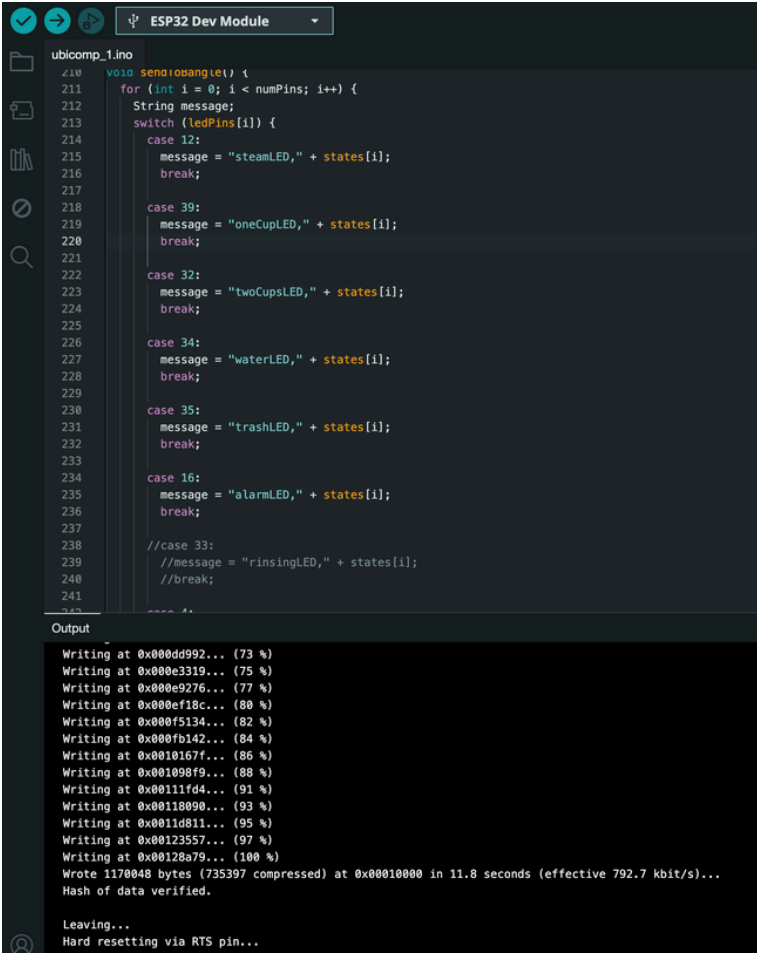 ESP32 Dev Module
ubicomp_1.ino
210 void sendToBangle() {
211 for (int i = 0; i < numPins; i++) {
212 String message;
213 switch (ledPins[i]) {
214 case 12:
215 message = "steamLED," + states[i];
216 break;
217
218 case 39:
219 message = "oneCupLED," + states[i];
220 break;
221
222 case 32:
223 message = "twoCupsLED," + states[i];
224 break;
225
226 case 34:
227 message = "waterLED," + states[i];
228 break;
229
230 case 35:
231 message = "trashLED," + states[i];
232 break;
233
234 case 16:
235 message = "alarmLED," + states[i];
236 break;
237
238 //case 33:
239 //message = "rinsingLED," + states[i];
240 //break;
241
242 case 4:
Output
Writing at 0x000dd992... (73 %)
Writing at 0x000e3319... (75 %)
Writing at 0x000e9276... (77 %)
Writing at 0x000ef18c... (80 %)
Writing at 0x000f5134... (82 %)
Writing at 0x000fb142... (84 %)
Writing at 0x0010167f... (86 %)
Writing at 0x001098f9... (88 %)
Writing at 0x00111fd4... (91 %)
Writing at 0x00118090... (93 %)
Writing at 0x0011d811... (95 %)
Writing at 0x00123557... (97 %)
Writing at 0x00128a79... (100 %)
Wrote 1170048 bytes (735397 compressed) at 0x00010000 in 11.8 seconds (effective 792.7 kbit/s)...
Hash of data verified.
Leaving...
Hard resetting via RTS pin...